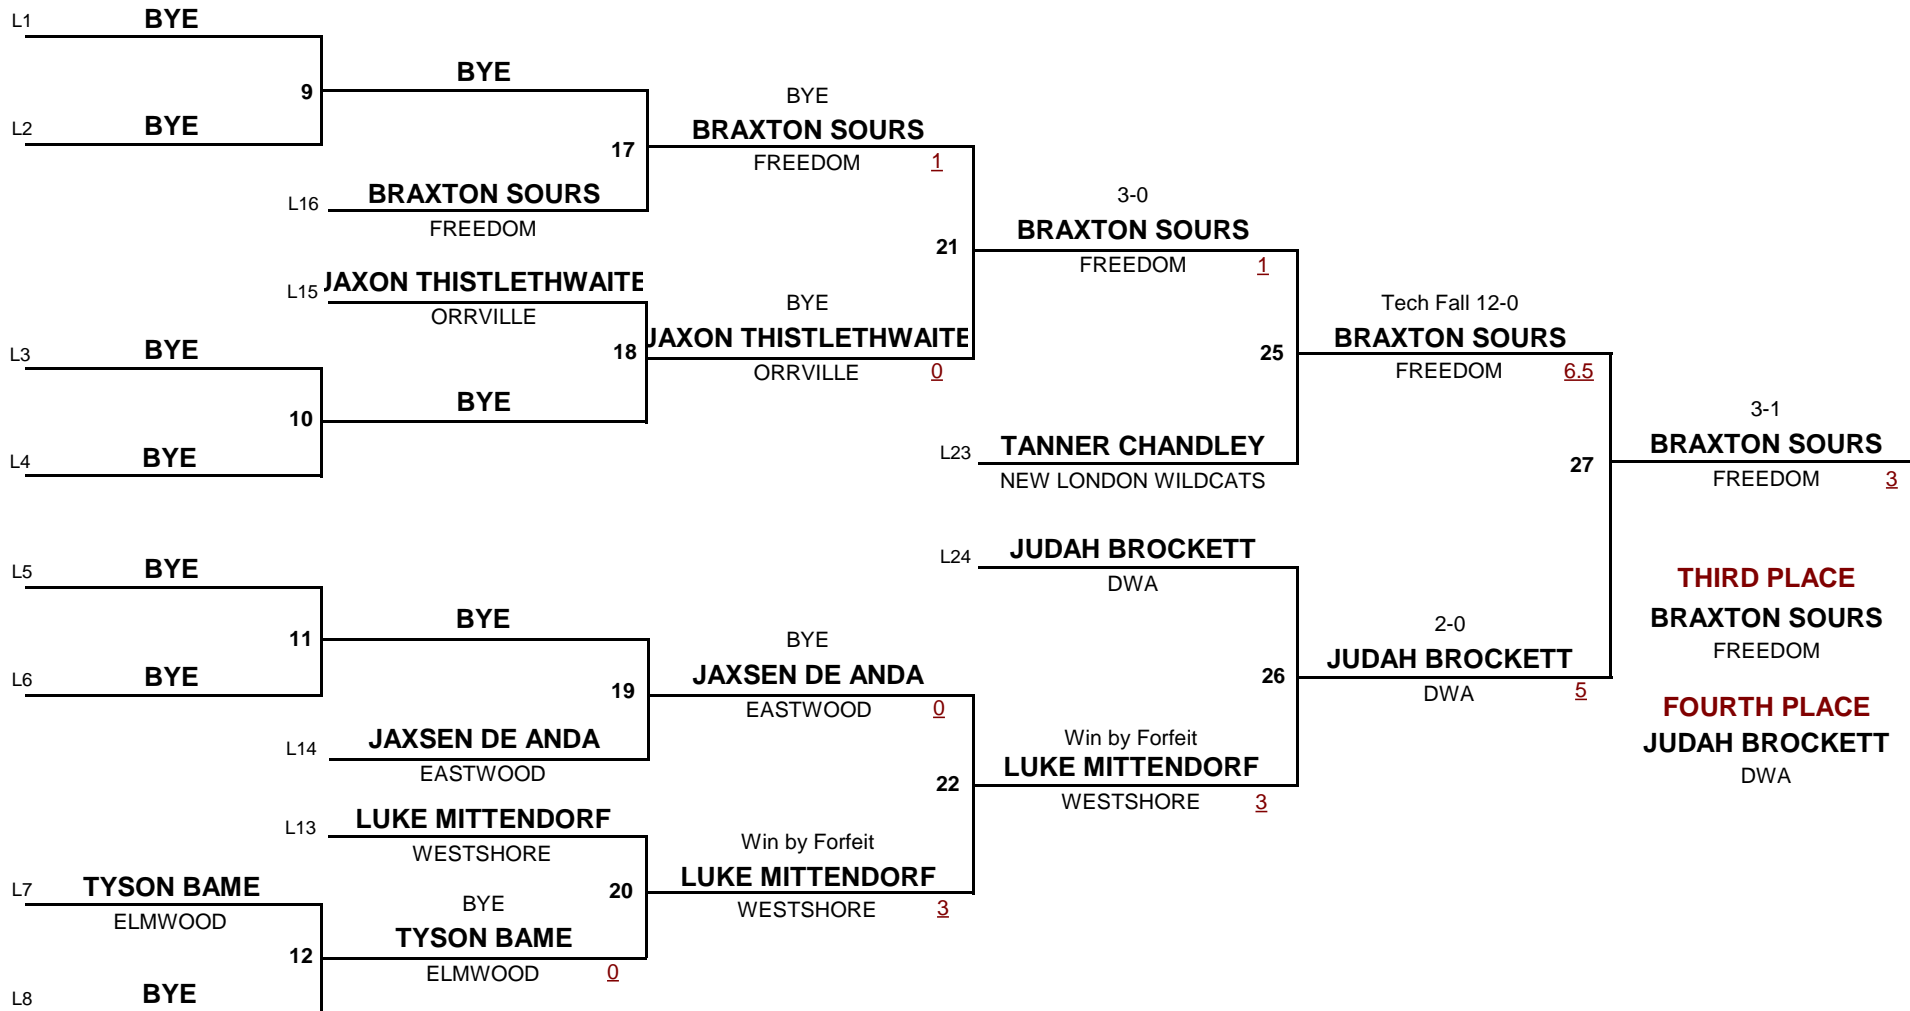 L1 BYE
9
BYE
L2 BYE
17
BYE
BRAXTON SOURS
FREEDOM 1
L16 BRAXTON SOURS
FREEDOM
21
3-0
BRAXTON SOURS
FREEDOM 1
L15 JAXON THISTLETHWAITE
ORRVILLE
18
BYE
JAXON THISTLETHWAITE
ORRVILLE 0
L3 BYE
10
BYE
L4 BYE
25
Tech Fall 12-0
BRAXTON SOURS
FREEDOM 6.5
L23 TANNER CHANDLEY
NEW LONDON WILDCATS
27
3-1
BRAXTON SOURS
FREEDOM 3
L5 BYE
11
BYE
L6 BYE
19
BYE
JAXSEN DE ANDA
EASTWOOD 0
L14 JAXSEN DE ANDA
EASTWOOD
L24 JUDAH BROCKETT
DWA
26
2-0
JUDAH BROCKETT
DWA 5
22
Win by Forfeit
LUKE MITTENDORF
WESTSHORE 3
L13 LUKE MITTENDORF
WESTSHORE
20
Win by Forfeit
LUKE MITTENDORF
WESTSHORE 3
L7 TYSON BAME
ELMWOOD
12
BYE
TYSON BAME
ELMWOOD 0
L8 BYE
THIRD PLACE
BRAXTON SOURS
FREEDOM
FOURTH PLACE
JUDAH BROCKETT
DWA